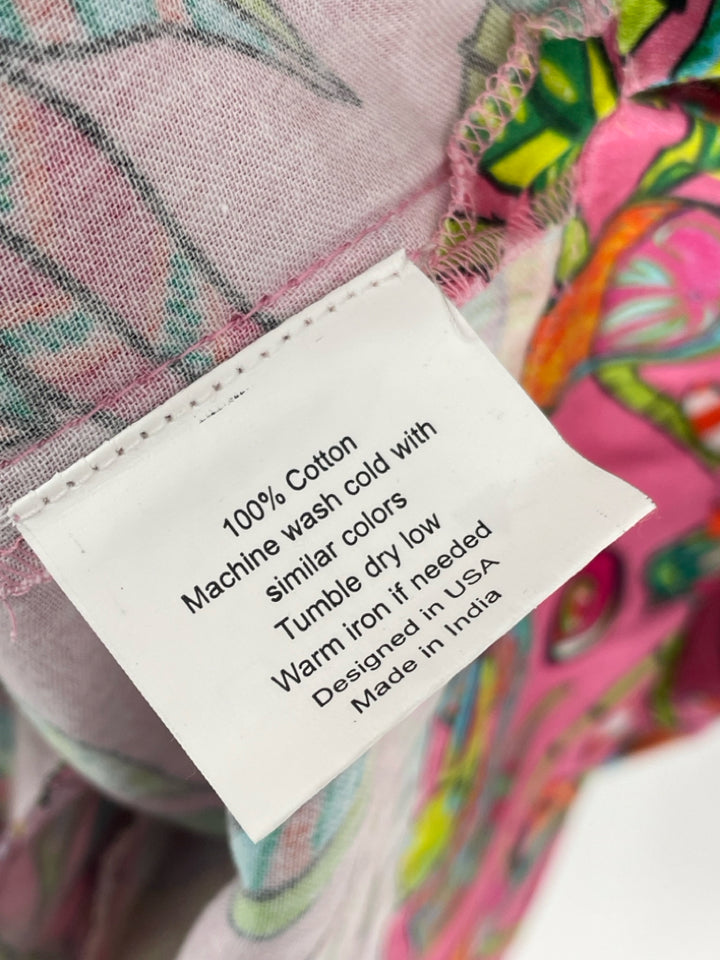 100% Cotton
Machine wash cold with
similar colors
Tumble dry low
Warm iron if needed
Designed in USA
Made in India